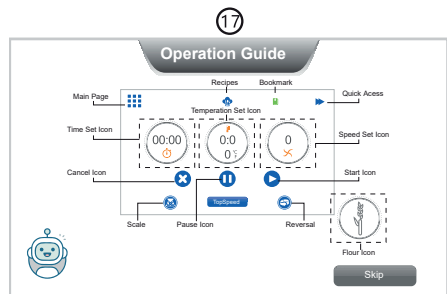 17
Operation Guide
Recipes
Bookmark
Main Page
Quick Acess
Temperation Set Icon
Time Set Icon
00:00
0:0
0
0 °F
Speed Set Icon
Cancel Icon
Start Icon
TopSpeed
Scale
Pause Icon
Reversal
Flour Icon
Skip